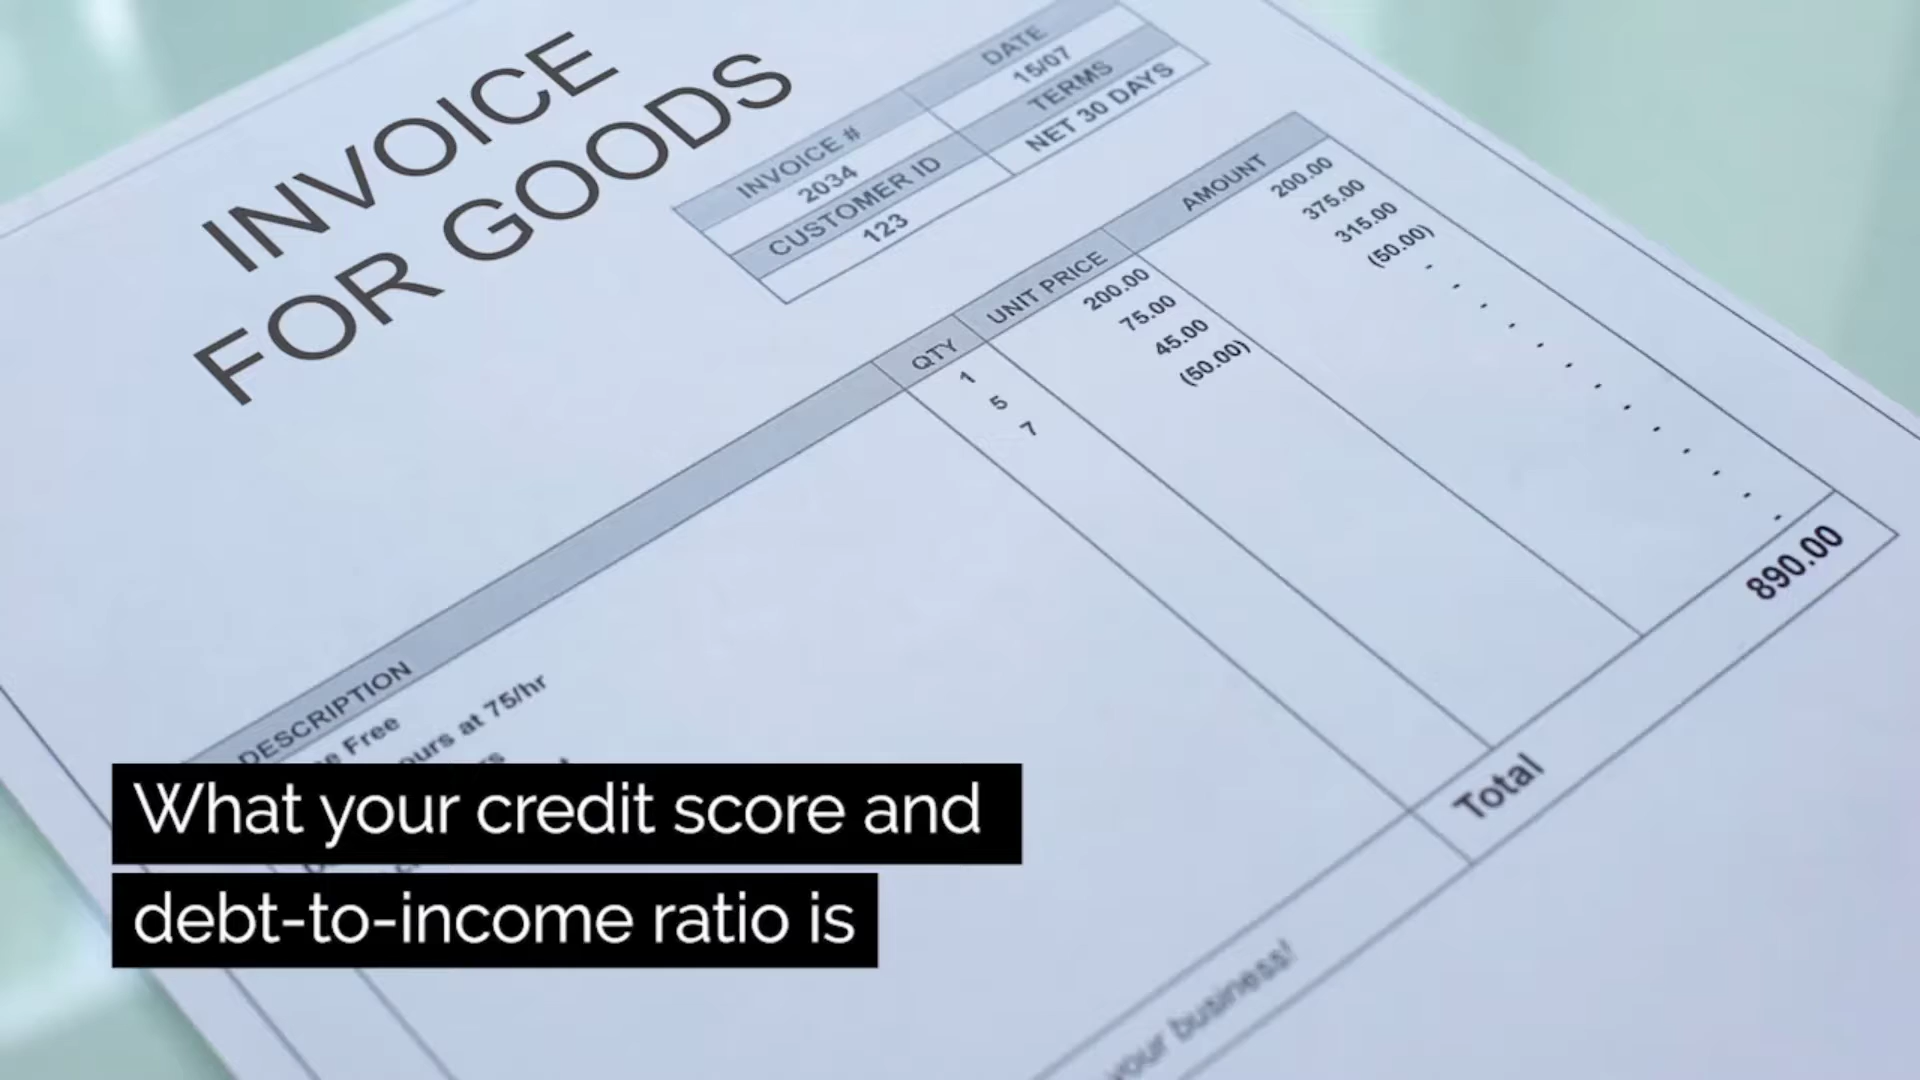 INVOICE
FOR GOODS
DATE
15/07
INVOICE #
TERMS
2034
NET 30 DAYS
CUSTOMER ID
123
DESCRIPTION QTY UNIT PRICE AMOUNT
Free 1 200.00 200.00
at 75/hr 5 75.00 375.00
7 45.00 315.00
(50.00) (50.00)
-
-
-
-
-
-
-
-
-
-
-
-
-
Total 890.00
your business!
What your credit score and
debt-to-income ratio is